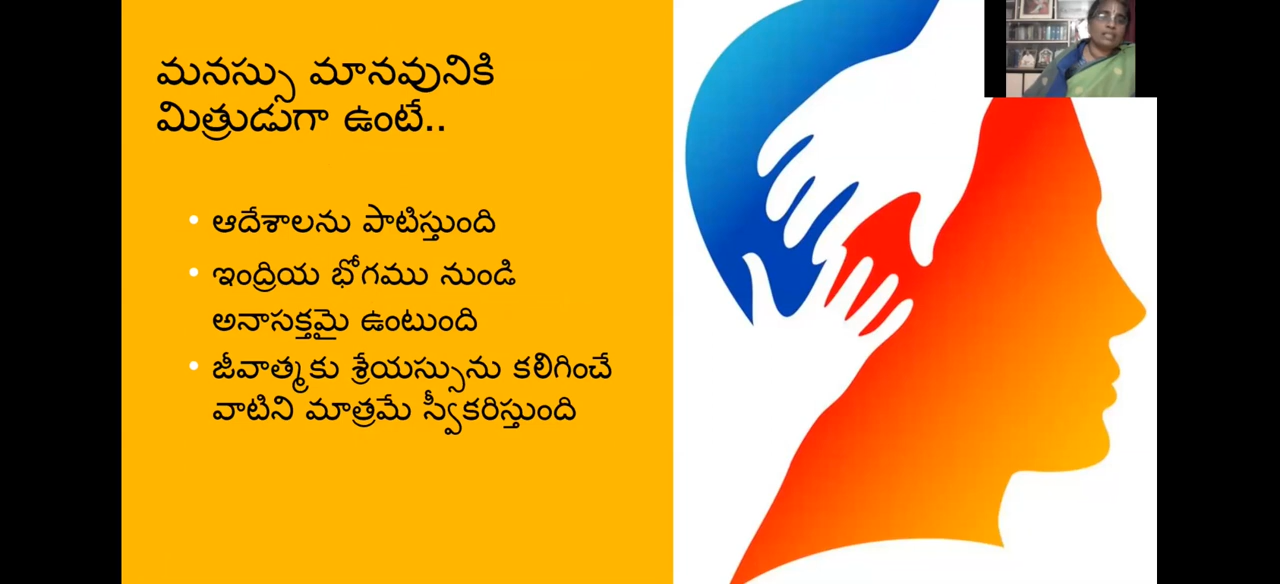 మనస్సు మానవునికి
మిత్రుడుగా ఉంటే..
• ఆదేశాలను పాటిస్తుంది
• ఇంద్రియ భోగము నుండి
అనాసక్తమై ఉంటుంది
• జీవాత్మకు శ్రేయస్సును కలిగించే
వాటిని మాత్రమే స్వీకరిస్తుంది